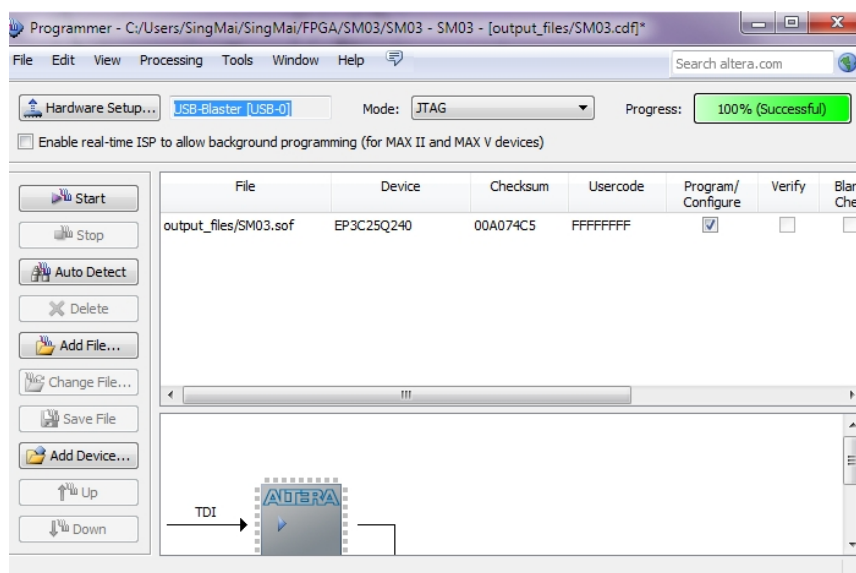 Programmer - C:/Users/SingMai/SingMai/FPGA/SM03/SM03 - SM03 - [output_files/SM03.cdf]*
File Edit View Processing Tools Window Help Search altera.com
Hardware Setup... USB-Blaster [USB-0] Mode: JTAG Progress: 100% (Successful)
Enable real-time ISP to allow background programming (for MAX II and MAX V devices)
File Device Checksum Usercode Program/ Verify Blan
Configure Che
output_files/SM03.sof EP3C25Q240 00A074C5 FFFFFFFF
Start
Stop
Auto Detect
Delete
Add File...
Change File...
Save File
Add Device...
Up
Down
ALTERA
TDI